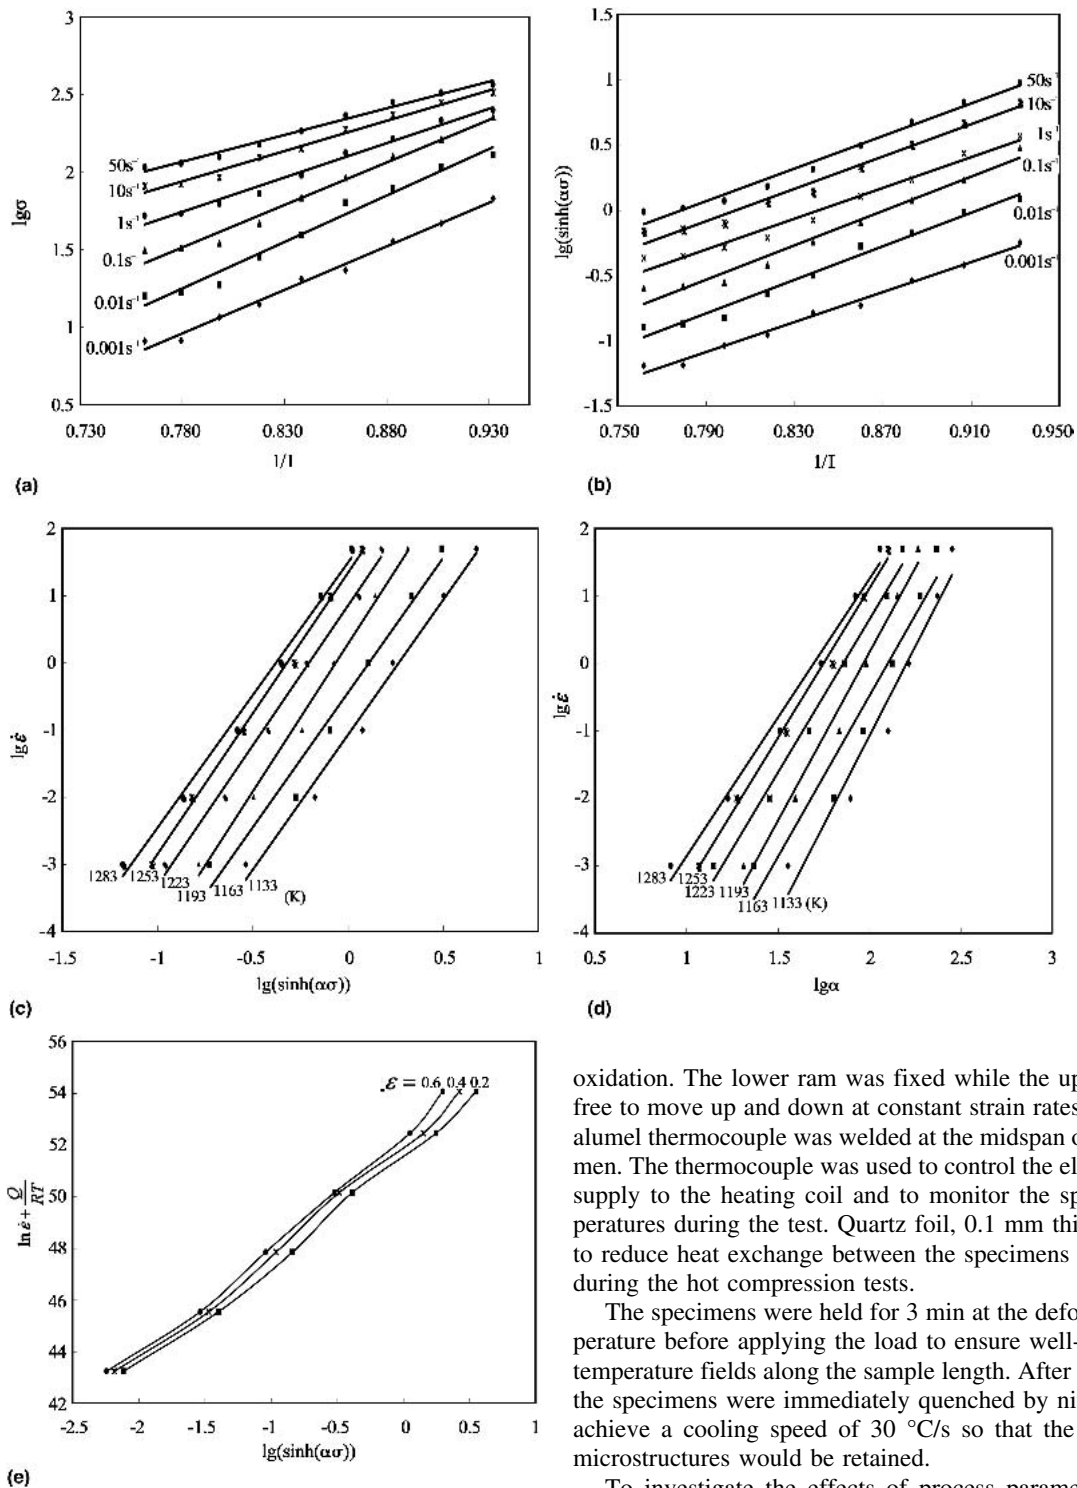 3
2.5
2
1.5
1
0.5
lgσ
50s⁻
10s⁻¹
1s⁻¹
0.1s⁻
0.01s⁻¹
0.001s⁻¹
0.730 0.780 0.830 0.880 0.930
1/I
(a)
1.5
1
0.5
0
-0.5
-1
-1.5
lg(sinh(ασ))
50s⁻¹
10s⁻¹
1s⁻¹
0.1s⁻¹
0.01s⁻¹
0.001s⁻¹
0.750 0.790 0.830 0.870 0.910 0.950
1/I
(b)
2
1
0
-1
-2
-3
-4
lg ε̇
1283 1253 1223 1193 1163 1133 (K)
-1.5 -1 -0.5 0 0.5 1
lg(sinh(ασ))
(c)
2
1
0
-1
-2
-3
-4
lg ε̇
1283 1253 1223 1193 1163 1133 (K)
0.5 1 1.5 2 2.5 3
lgα
(d)
56
54
52
50
48
46
44
42
ln ε̇ + Q/RT
ε = 0.6 0.4 0.2
-2.5 -2 -1.5 -1 -0.5 0 0.5 1
lg(sinh(ασ))
(e)
oxidation. The lower ram was fixed while the up
free to move up and down at constant strain rates
alumel thermocouple was welded at the midspan o
men. The thermocouple was used to control the el
supply to the heating coil and to monitor the sp
peratures during the test. Quartz foil, 0.1 mm thi
to reduce heat exchange between the specimens
during the hot compression tests.
The specimens were held for 3 min at the defo
perature before applying the load to ensure well-
temperature fields along the sample length. After
the specimens were immediately quenched by ni
achieve a cooling speed of 30 °C/s so that the
microstructures would be retained.
To investigate the effects of process parame